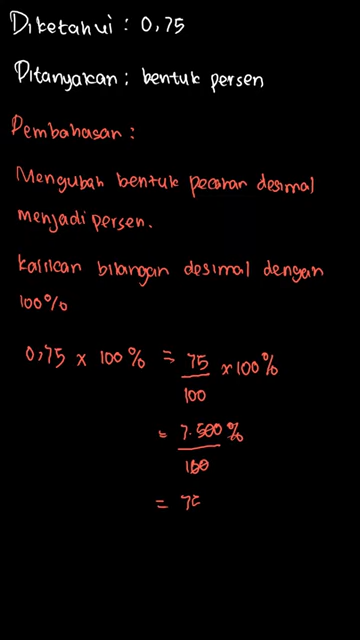 Diketahui : 0,75
Ditanyakan : bentuk persen
Pembahasan :
Mengubah bentuk pecahan desimal
menjadi persen.
Kalikan bilangan desimal dengan
100%
0,75 x 100% = 75/100 x 100%
= 7.500%/100
= 75